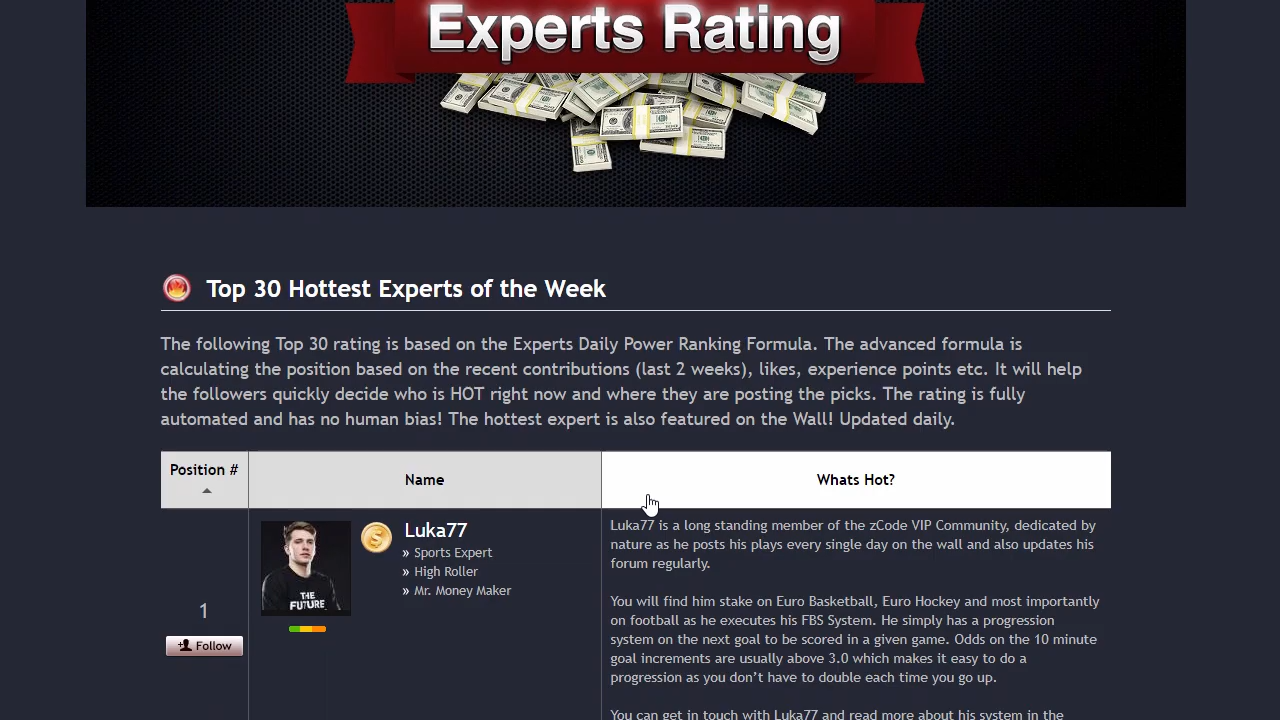 Experts Rating
Top 30 Hottest Experts of the Week
The following Top 30 rating is based on the Experts Daily Power Ranking Formula. The advanced formula is
calculating the position based on the recent contributions (last 2 weeks), likes, experience points etc. It will help
the followers quickly decide who is HOT right now and where they are posting the picks. The rating is fully
automated and has no human bias! The hottest expert is also featured on the Wall! Updated daily.
Position #
Name
Whats Hot?
1
Follow
Luka77
» Sports Expert
» High Roller
» Mr. Money Maker
THE
FUTURE
Luka77 is a long standing member of the zCode VIP Community, dedicated by
nature as he posts his plays every single day on the wall and also updates his
forum regularly.
You will find him stake on Euro Basketball, Euro Hockey and most importantly
on football as he executes his FBS System. He simply has a progression
system on the next goal to be scored in a given game. Odds on the 10 minute
goal increments are usually above 3.0 which makes it easy to do a
progression as you don’t have to double each time you go up.
You can get in touch with Luka77 and read more about his system in the